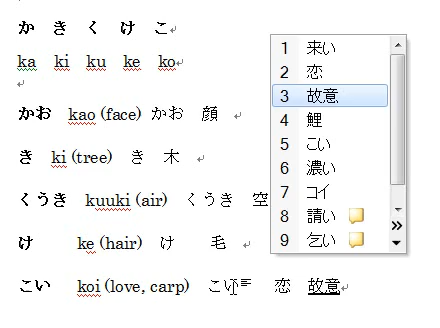 か き く け こ
ka ki ku ke ko
かお kao (face) かお 顔
き ki (tree) き 木
くうき kuuki (air) くうき 空
け ke (hair) け 毛
こい koi (love, carp) こい 恋 故意
1 来い
2 恋
3 故意
4 鯉
5 こい
6 濃い
7 コイ
8 請い
9 乞い